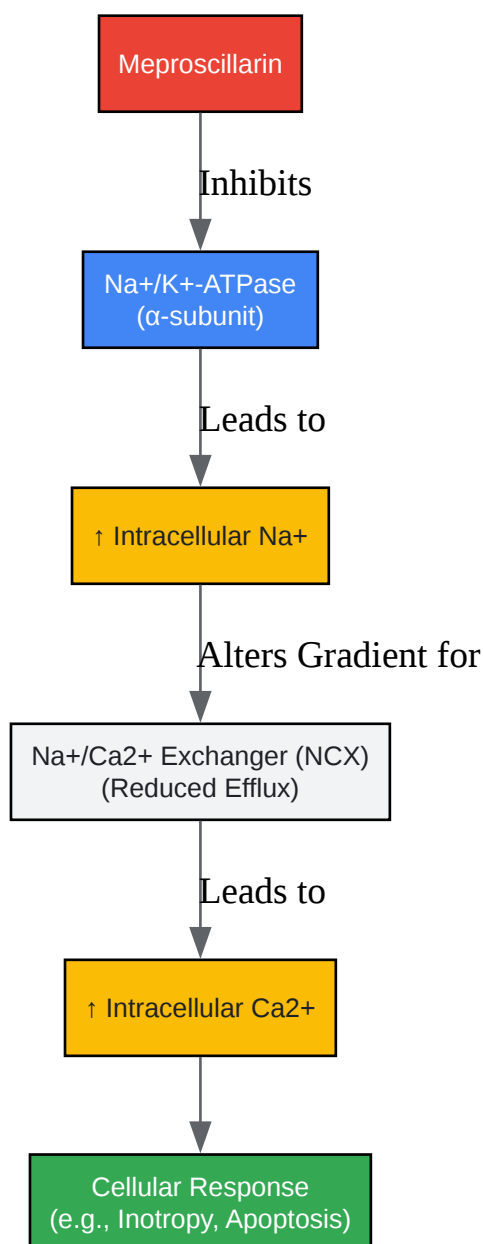 Meproscillarin
Inhibits
Na+/K+-ATPase
(α-subunit)
Leads to
↑ Intracellular Na+
Alters Gradient for
Na+/Ca2+ Exchanger (NCX)
(Reduced Efflux)
Leads to
↑ Intracellular Ca2+
Cellular Response
(e.g., Inotropy, Apoptosis)